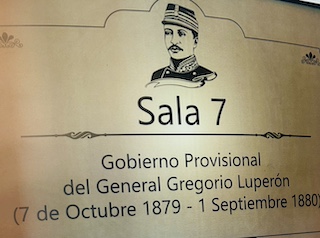 Sala 7
Gobierno Provisional
del General Gregorio Luperón
(7 de Octubre 1879 - 1 Septiembre 1880)